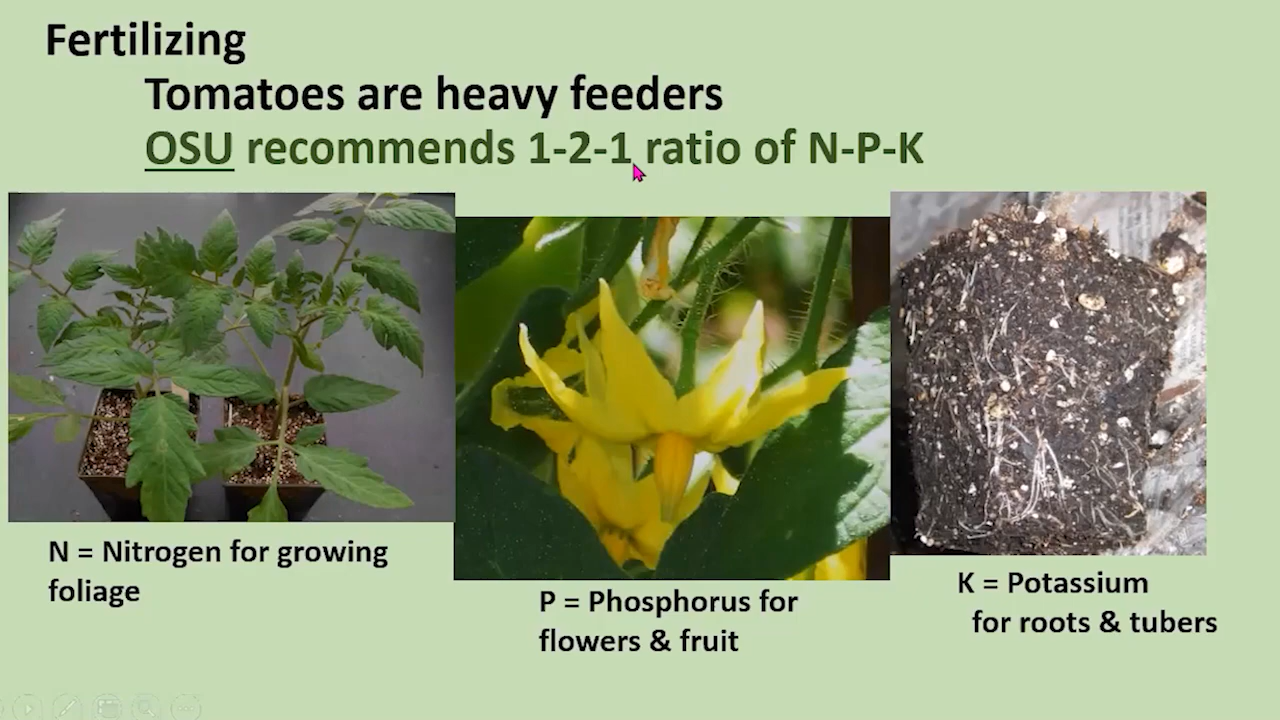 Fertilizing
Tomatoes are heavy feeders
OSU recommends 1-2-1 ratio of N-P-K
N = Nitrogen for growing
foliage
P = Phosphorus for
flowers & fruit
K = Potassium
for roots & tubers